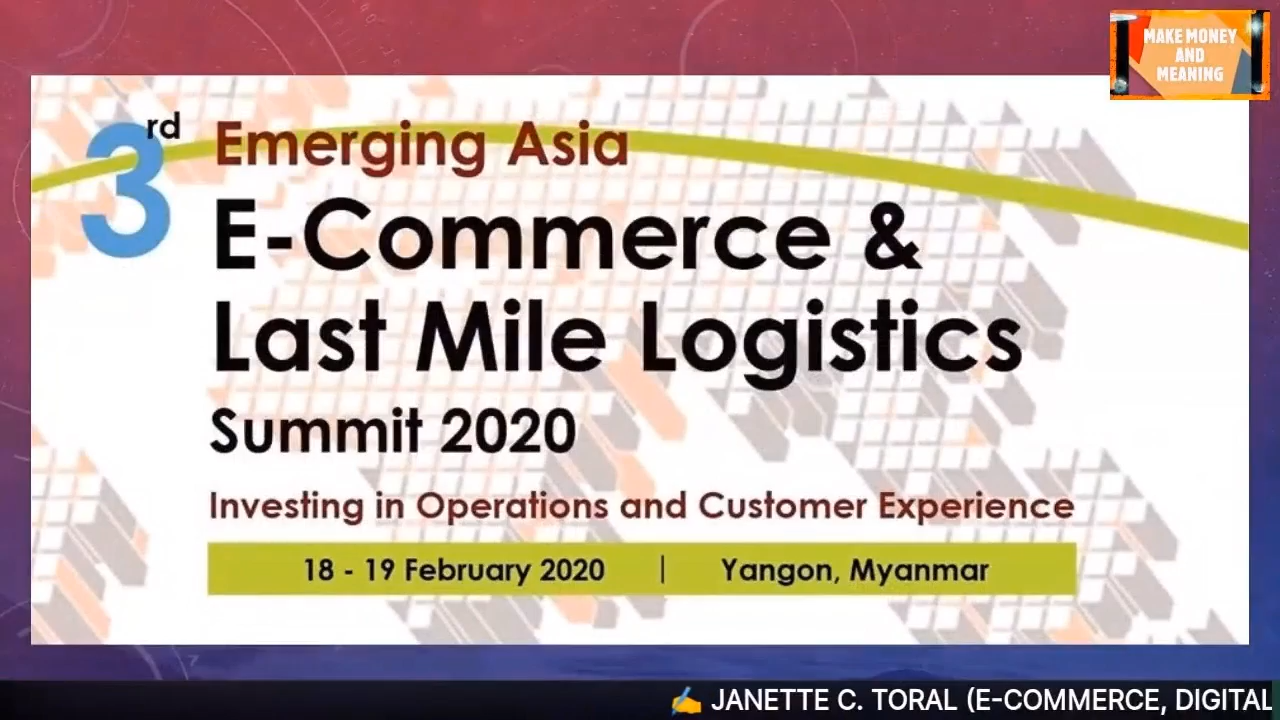 MAKE MONEY
AND
MEANING
3rd Emerging Asia
E-Commerce &
Last Mile Logistics
Summit 2020
Investing in Operations and Customer Experience
18 - 19 February 2020 | Yangon, Myanmar
✍ JANETTE C. TORAL (E-COMMERCE, DIGITAL